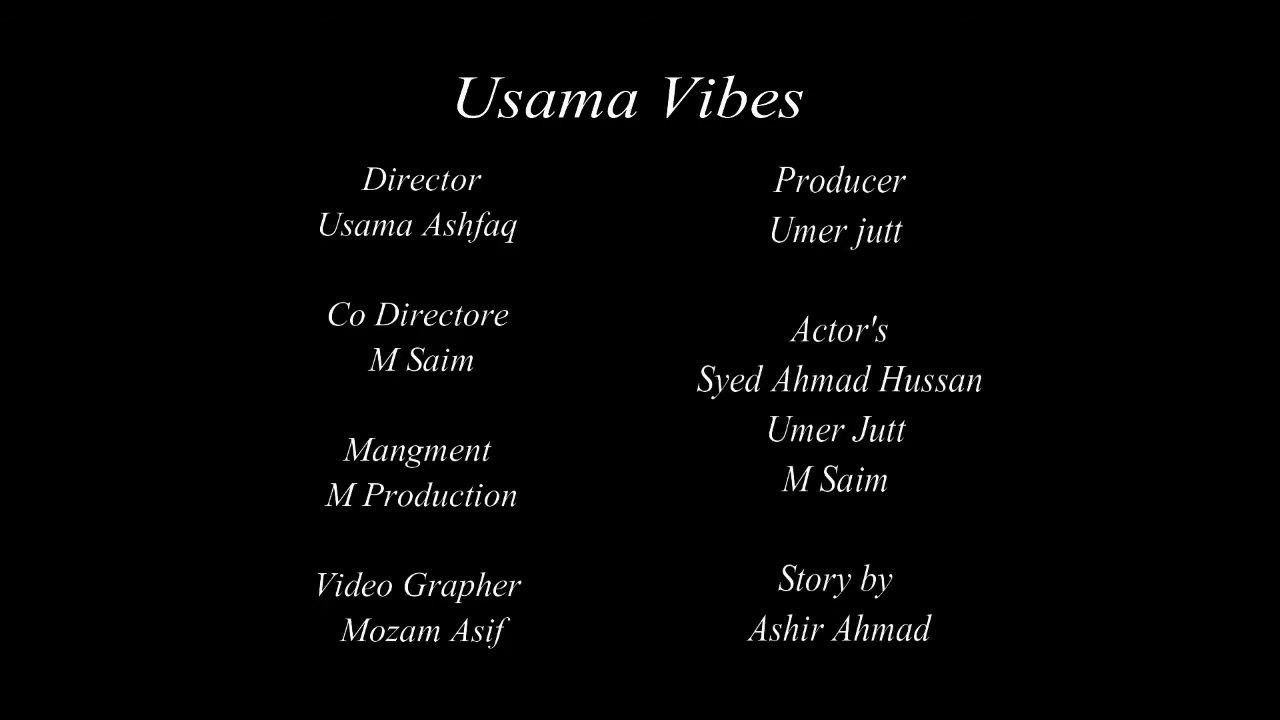 Usama Vibes
Director
Usama Ashfaq
Co Directore
M Saim
Mangment
M Production
Video Grapher
Mozam Asif
Producer
Umer jutt
Actor's
Syed Ahmad Hussan
Umer Jutt
M Saim
Story by
Ashir Ahmad